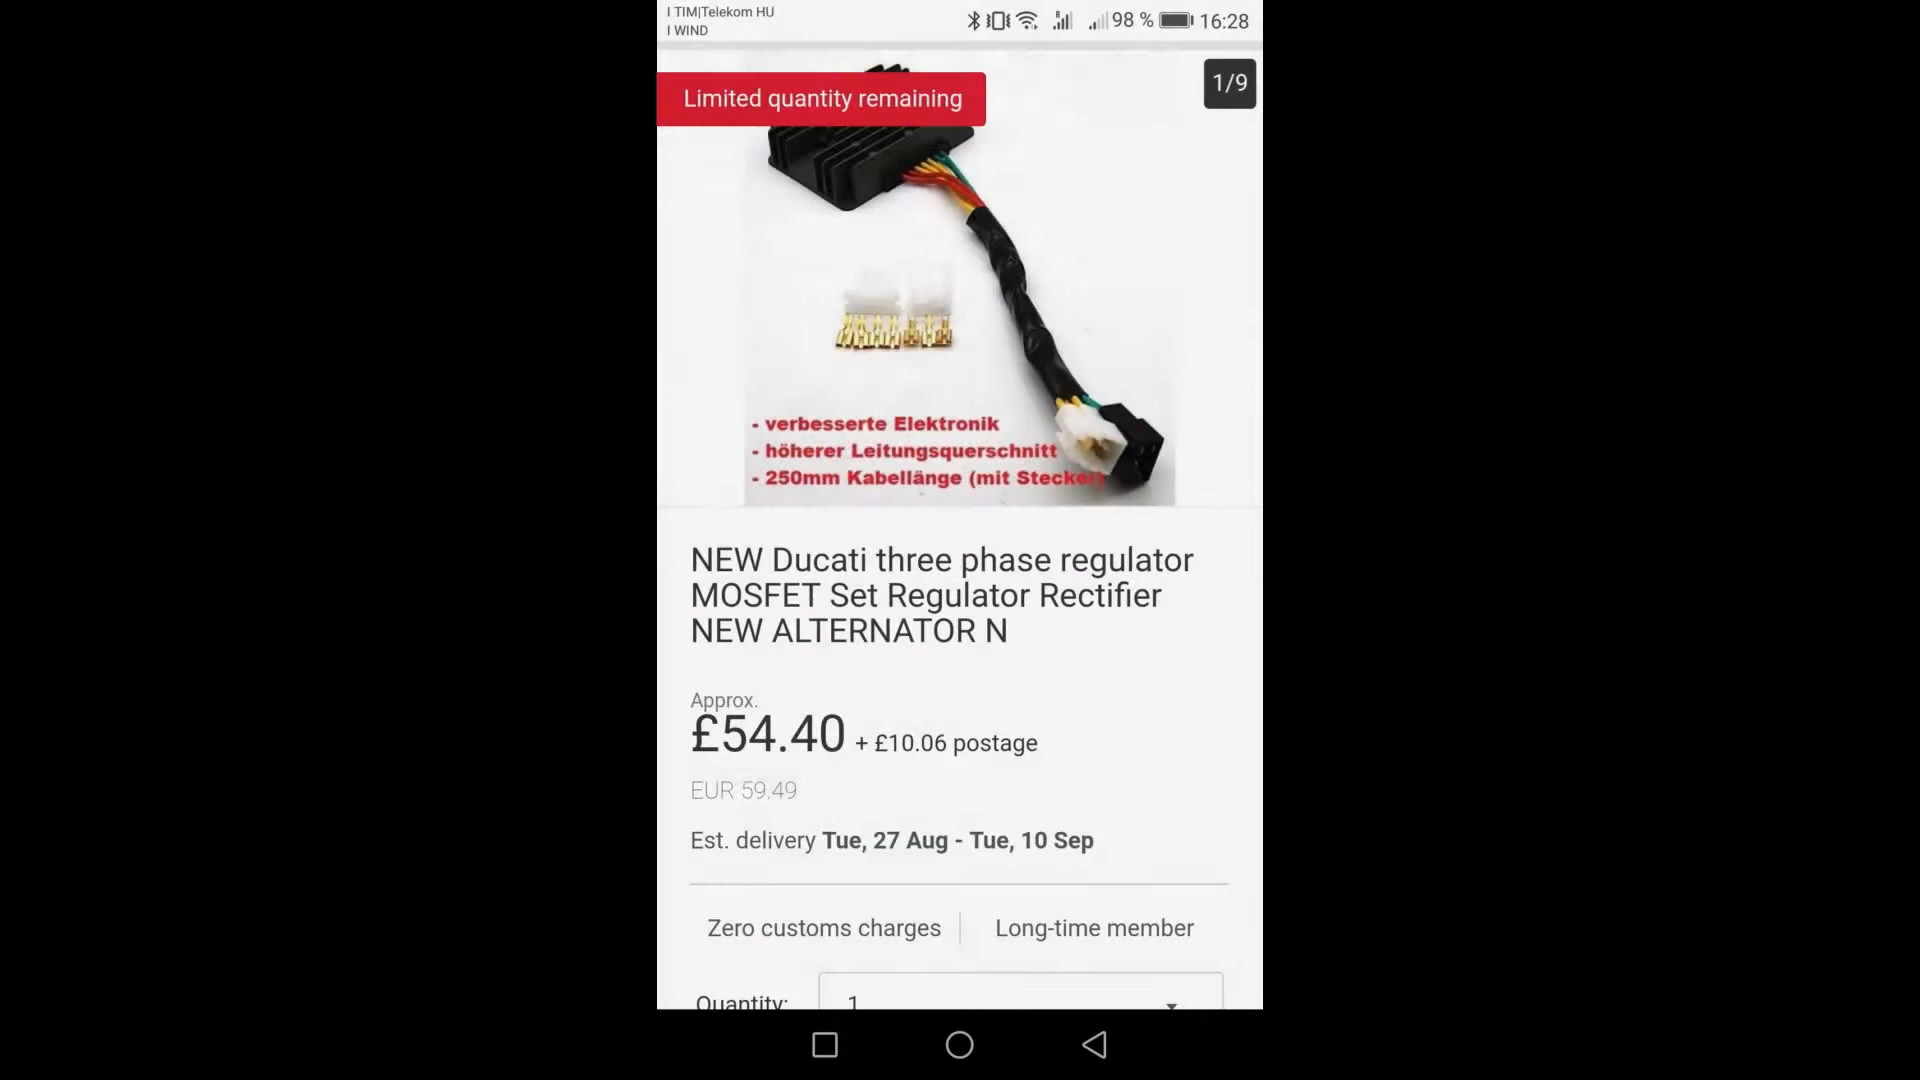 I TIM|Telekom HU
I WIND
R
98 %
16:28
Limited quantity remaining
1/9
- verbesserte Elektronik
- höherer Leitungsquerschnitt
- 250mm Kabellänge (mit Stecker)
NEW Ducati three phase regulator
MOSFET Set Regulator Rectifier
NEW ALTERNATOR N
Approx.
£54.40 + £10.06 postage
EUR 59.49
Est. delivery Tue, 27 Aug - Tue, 10 Sep
Zero customs charges
Long-time member
Quantity: 1